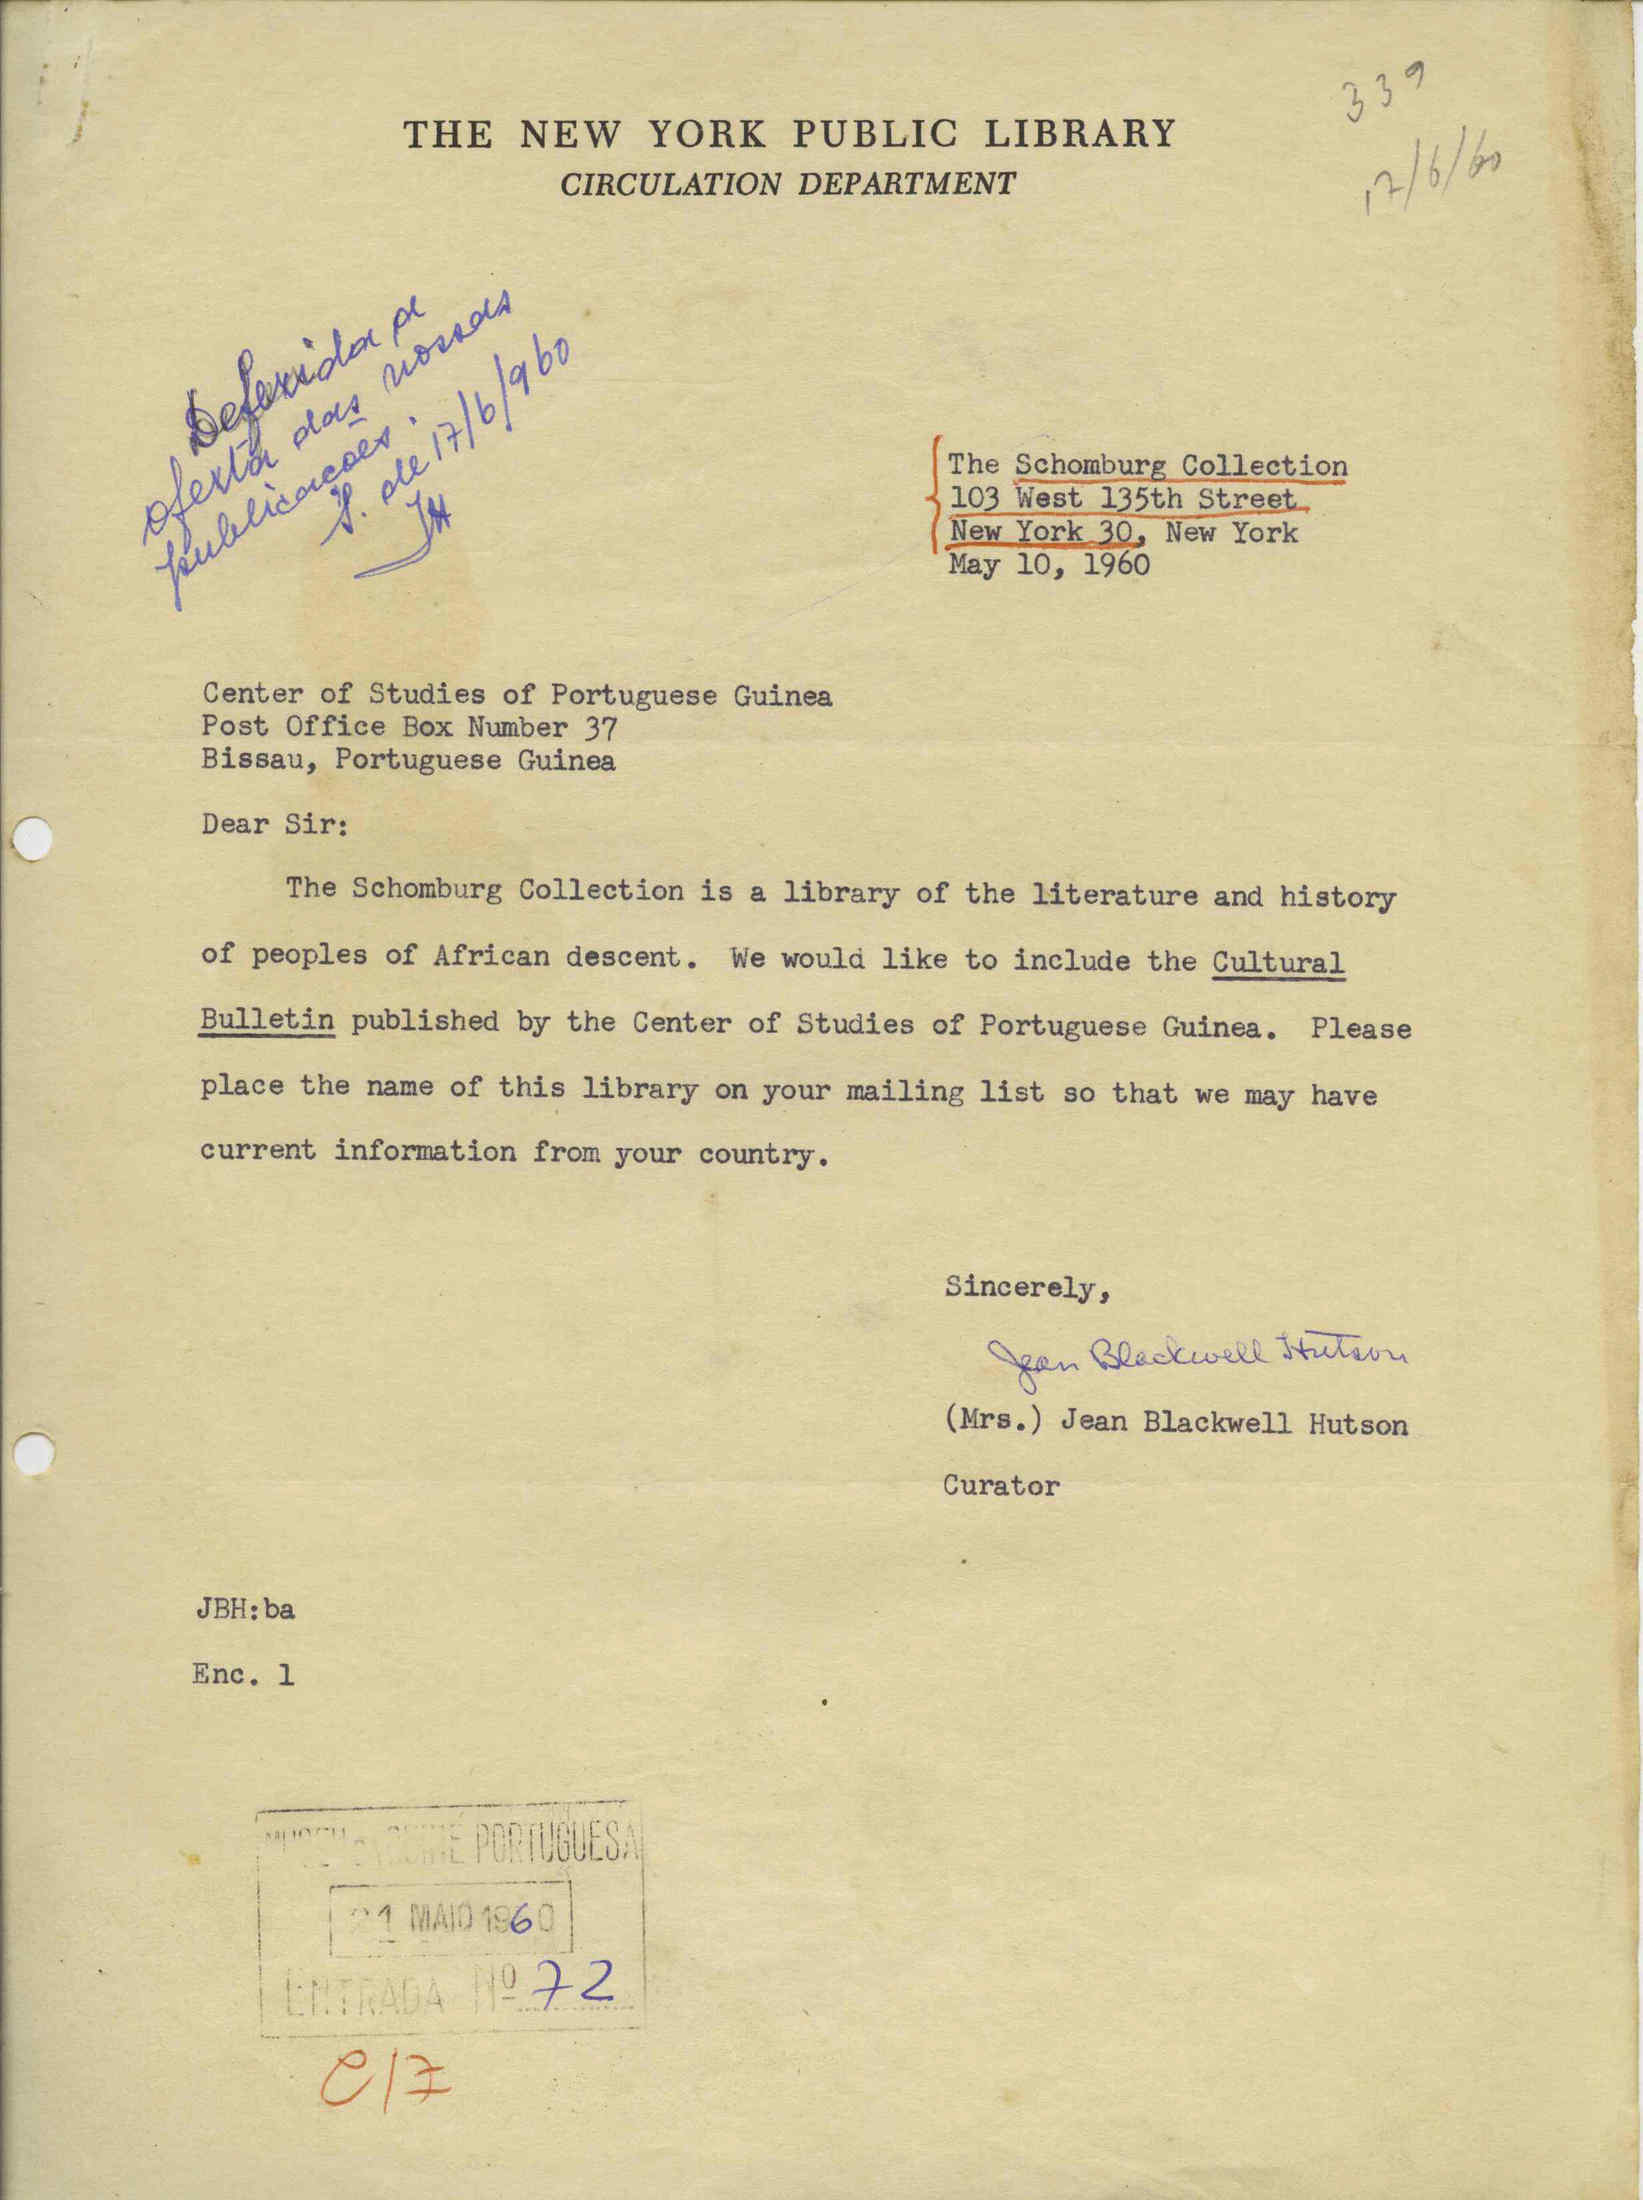 339
17/6/60
THE NEW YORK PUBLIC LIBRARY
CIRCULATION DEPARTMENT
Deferida a
oferta das nossas
publicações.
S. de 17/6/960
The Schomburg Collection
103 West 135th Street
New York 30, New York
May 10, 1960
Center of Studies of Portuguese Guinea
Post Office Box Number 37
Bissau, Portuguese Guinea
Dear Sir:
The Schomburg Collection is a library of the literature and history
of peoples of African descent. We would like to include the Cultural
Bulletin published by the Center of Studies of Portuguese Guinea. Please
place the name of this library on your mailing list so that we may have
current information from your country.
Sincerely,
Jean Blackwell Hutson
(Mrs.) Jean Blackwell Hutson
Curator
JBH:ba
Enc. 1
GUINÉ PORTUGUESA
MAIO 1960
ENTRADA Nº 72
C/7